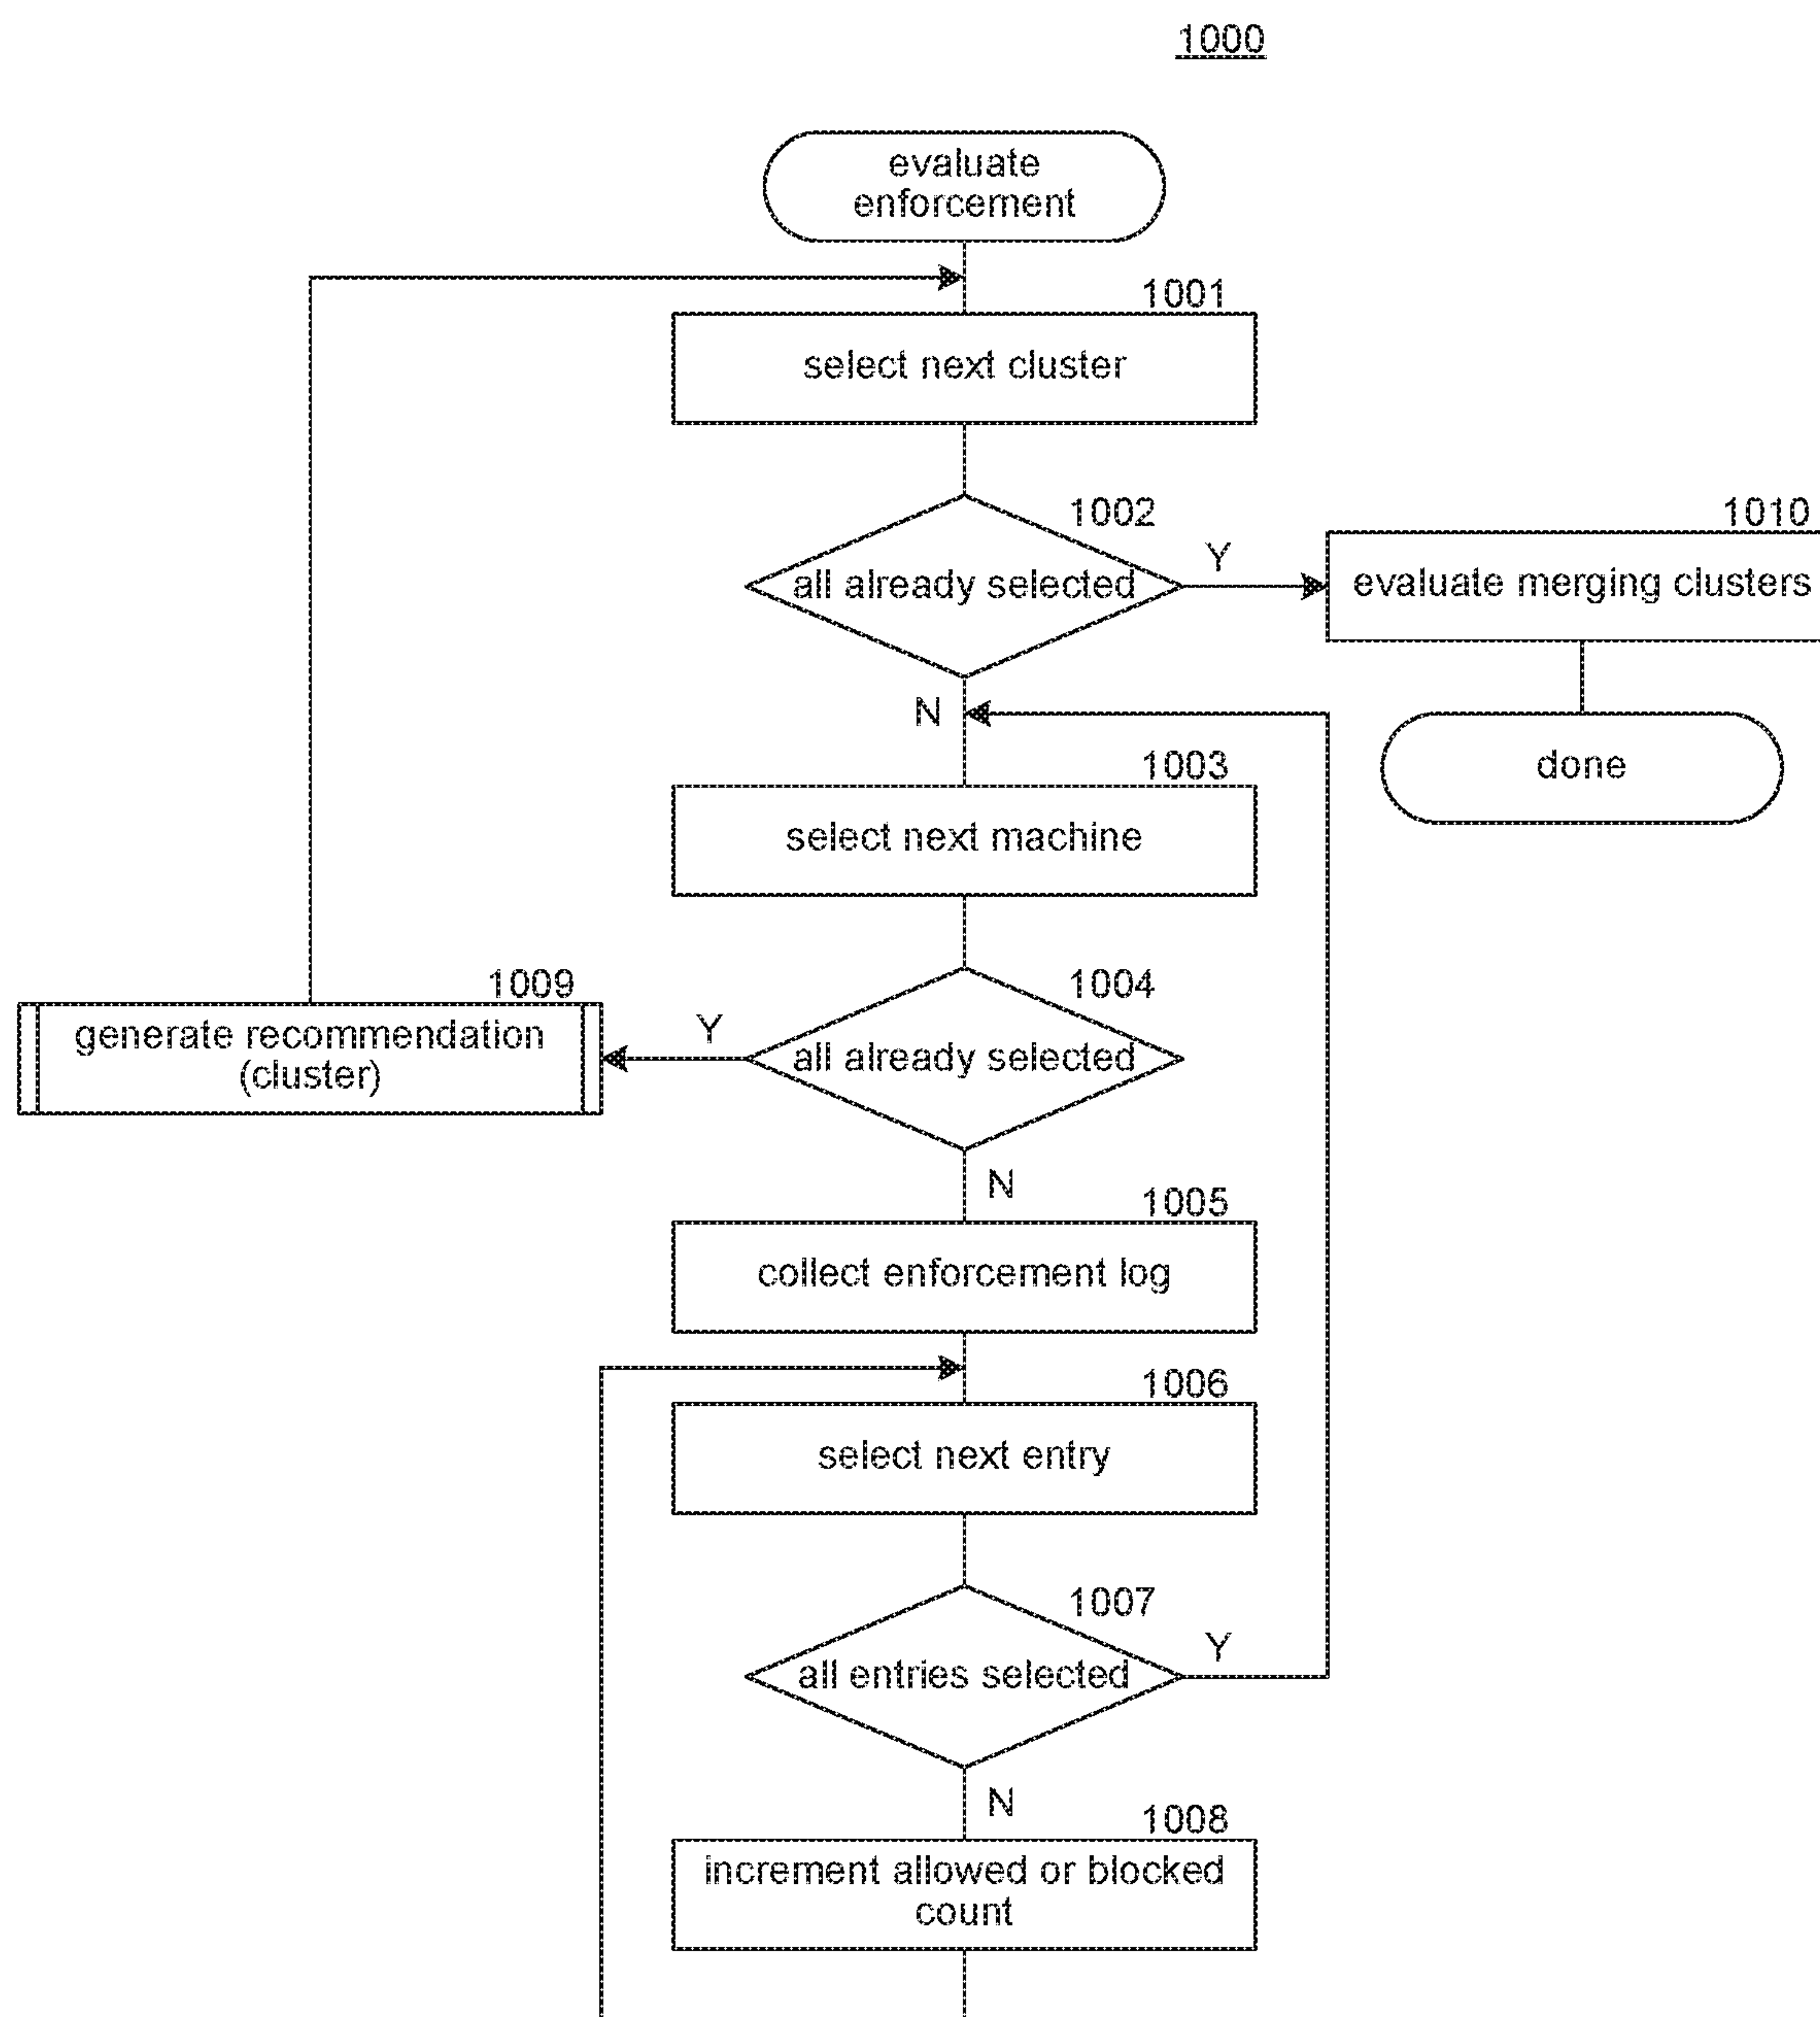 1000
evaluate
enforcement
1001
select next cluster
1002
1010
all already selected
Y
evaluate merging clusters
N
1003
done
select next machine
1009
1004
generate recommendation
(cluster)
Y
all already selected
N
1005
collect enforcement log
1006
select next entry
1007
all entries selected
Y
N
1008
increment allowed or blocked
count